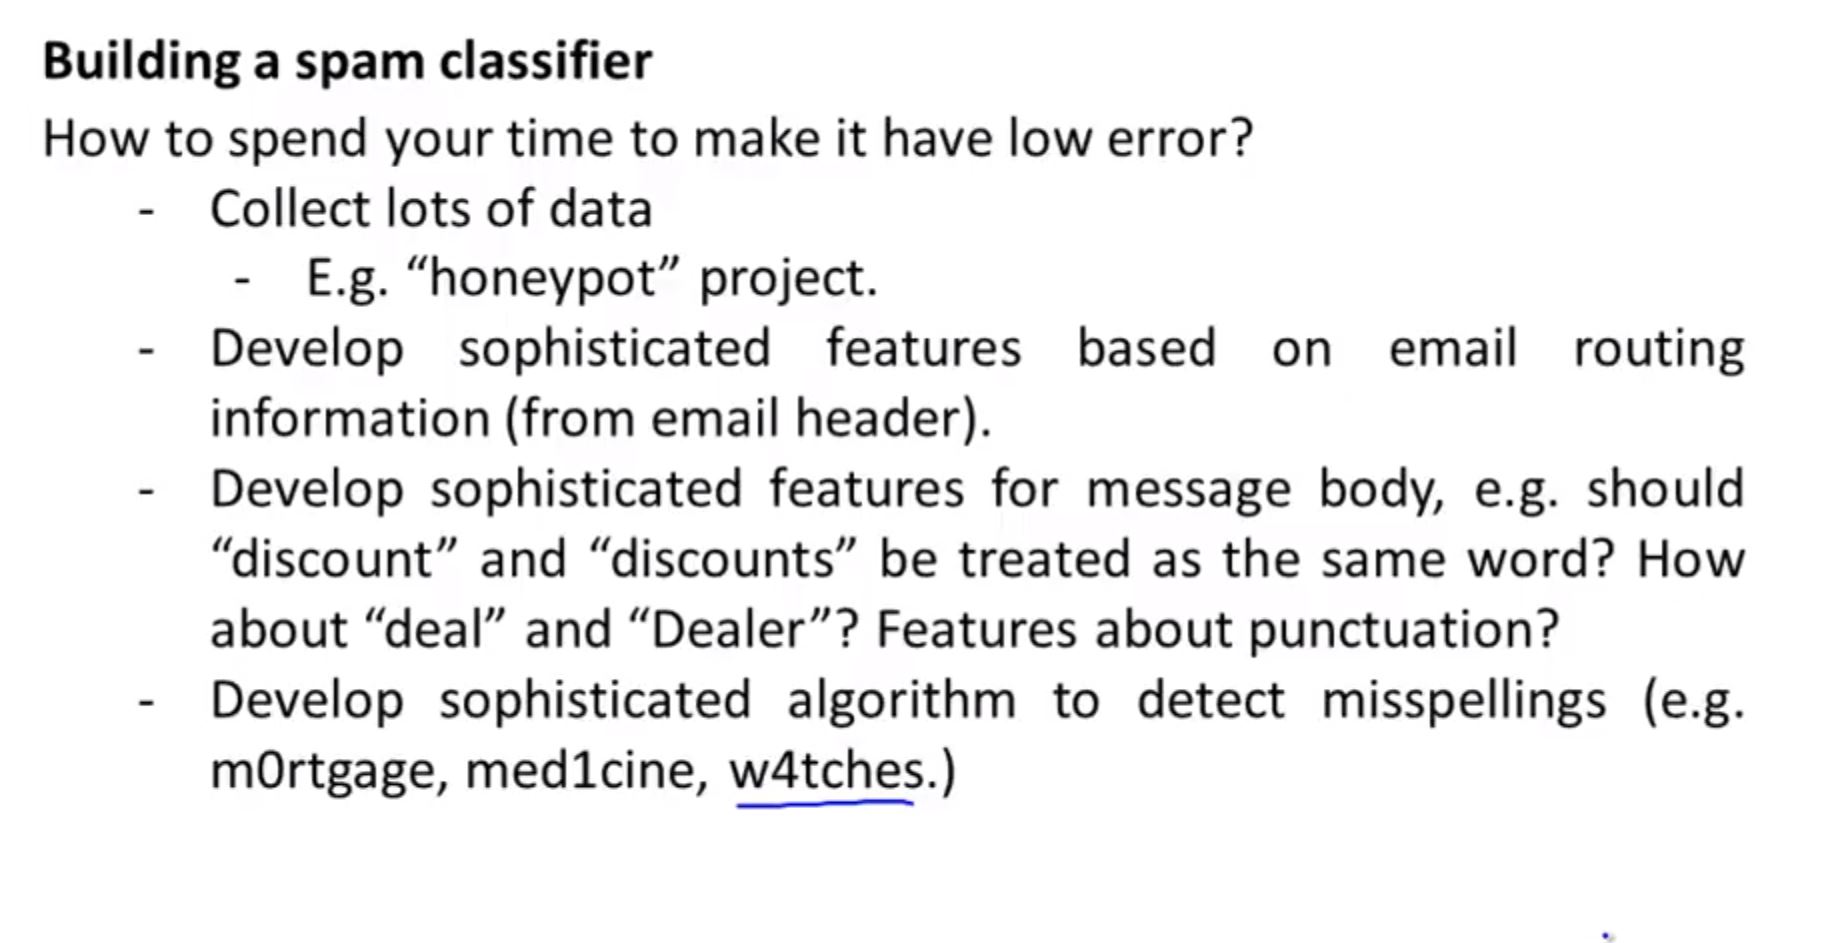 Building a spam classifier
How to spend your time to make it have low error?
- Collect lots of data
- E.g. “honeypot” project.
- Develop sophisticated features based on email routing
information (from email header).
- Develop sophisticated features for message body, e.g. should
“discount” and “discounts” be treated as the same word? How
about “deal” and “Dealer”? Features about punctuation?
- Develop sophisticated algorithm to detect misspellings (e.g.
m0rtgage, med1cine, w4tches.)